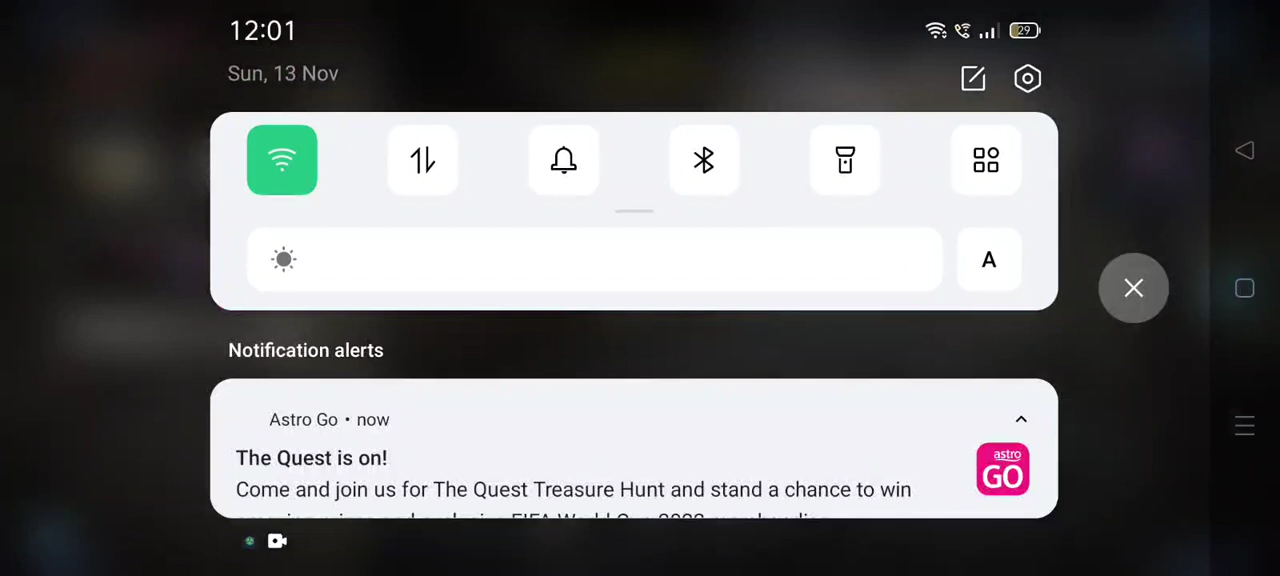 12:01
29
Sun, 13 Nov
A
Notification alerts
Astro Go • now
The Quest is on!
Come and join us for The Quest Treasure Hunt and stand a chance to win
astro
GO